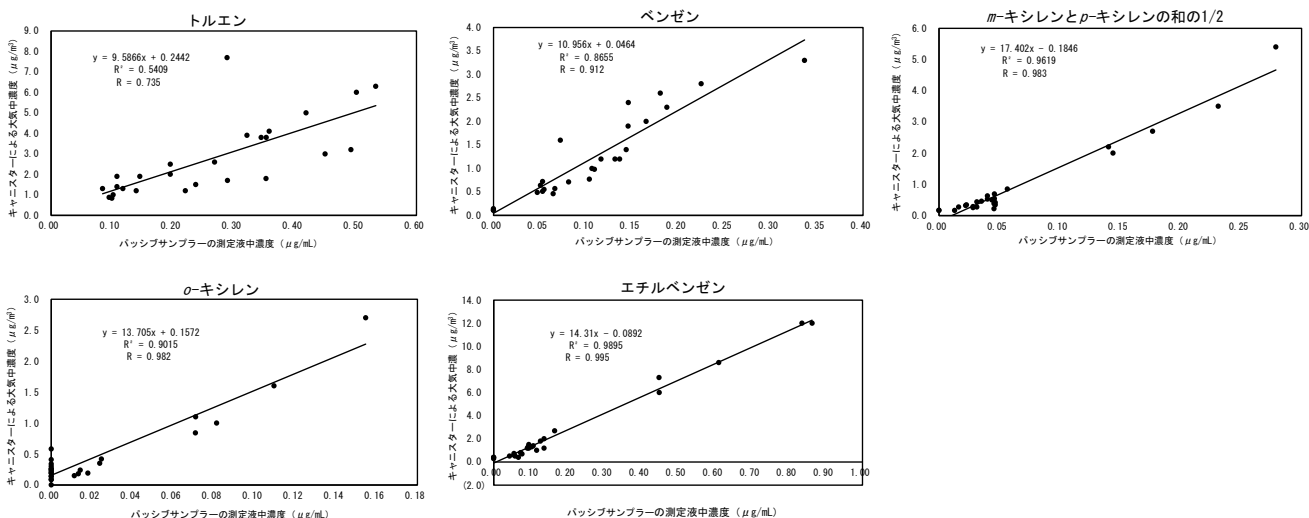 トルエン
キャニスターによる大気中濃度（μg/m³）
9.0
8.0
7.0
6.0
5.0
4.0
3.0
2.0
1.0
0.0
y = 9.5866x + 0.2442
R² = 0.5409
R = 0.735
0.00 0.10 0.20 0.30 0.40 0.50 0.60
パッシブサンプラーの測定液中濃度（μg/mL）
ベンゼン
キャニスターによる大気中濃度（μg/m³）
4.0
3.5
3.0
2.5
2.0
1.5
1.0
0.5
0.0
y = 10.956x + 0.0464
R² = 0.8655
R = 0.912
0.00 0.05 0.10 0.15 0.20 0.25 0.30 0.35 0.40
パッシブサンプラーの測定液中濃度（μg/mL）
m-キシレンとp-キシレンの和の1/2
キャニスターによる大気中濃度（μg/m³）
6.0
5.0
4.0
3.0
2.0
1.0
0.0
y = 17.402x − 0.1846
R² = 0.9619
R = 0.983
0.00 0.05 0.10 0.15 0.20 0.25 0.30
パッシブサンプラーの測定液中濃度（μg/mL）
o-キシレン
キャニスターによる大気中濃度（μg/m³）
3.0
2.5
2.0
1.5
1.0
0.5
0.0
y = 13.705x + 0.1572
R² = 0.9015
R = 0.982
0.00 0.02 0.04 0.06 0.08 0.10 0.12 0.14 0.16 0.18
パッシブサンプラーの測定液中濃度（μg/mL）
エチルベンゼン
キャニスターによる大気中濃（μg/m³）
14.0
12.0
10.0
8.0
6.0
4.0
2.0
0.0
(2.0)
y = 14.31x − 0.0892
R² = 0.9895
R = 0.995
0.00 0.10 0.20 0.30 0.40 0.50 0.60 0.70 0.80 0.90 1.00
パッシブサンプラーの測定液中濃度（μg/mL）